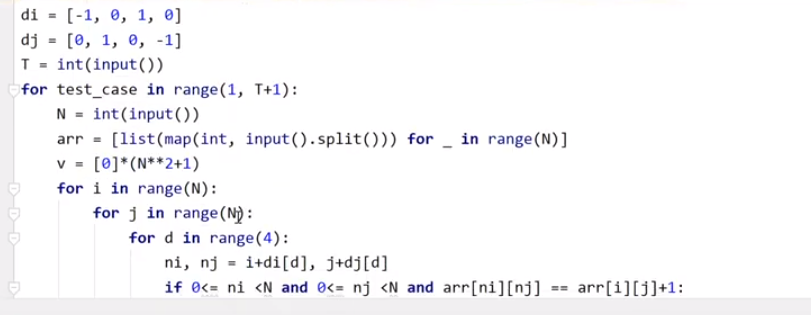 di = [-1, 0, 1, 0]
dj = [0, 1, 0, -1]
T = int(input())
for test_case in range(1, T+1):
    N = int(input())
    arr = [list(map(int, input().split())) for _ in range(N)]
    v = [0]*(N**2+1)
    for i in range(N):
        for j in range(N):
            for d in range(4):
                ni, nj = i+di[d], j+dj[d]
                if 0<= ni <N and 0<= nj <N and arr[ni][nj] == arr[i][j]+1: